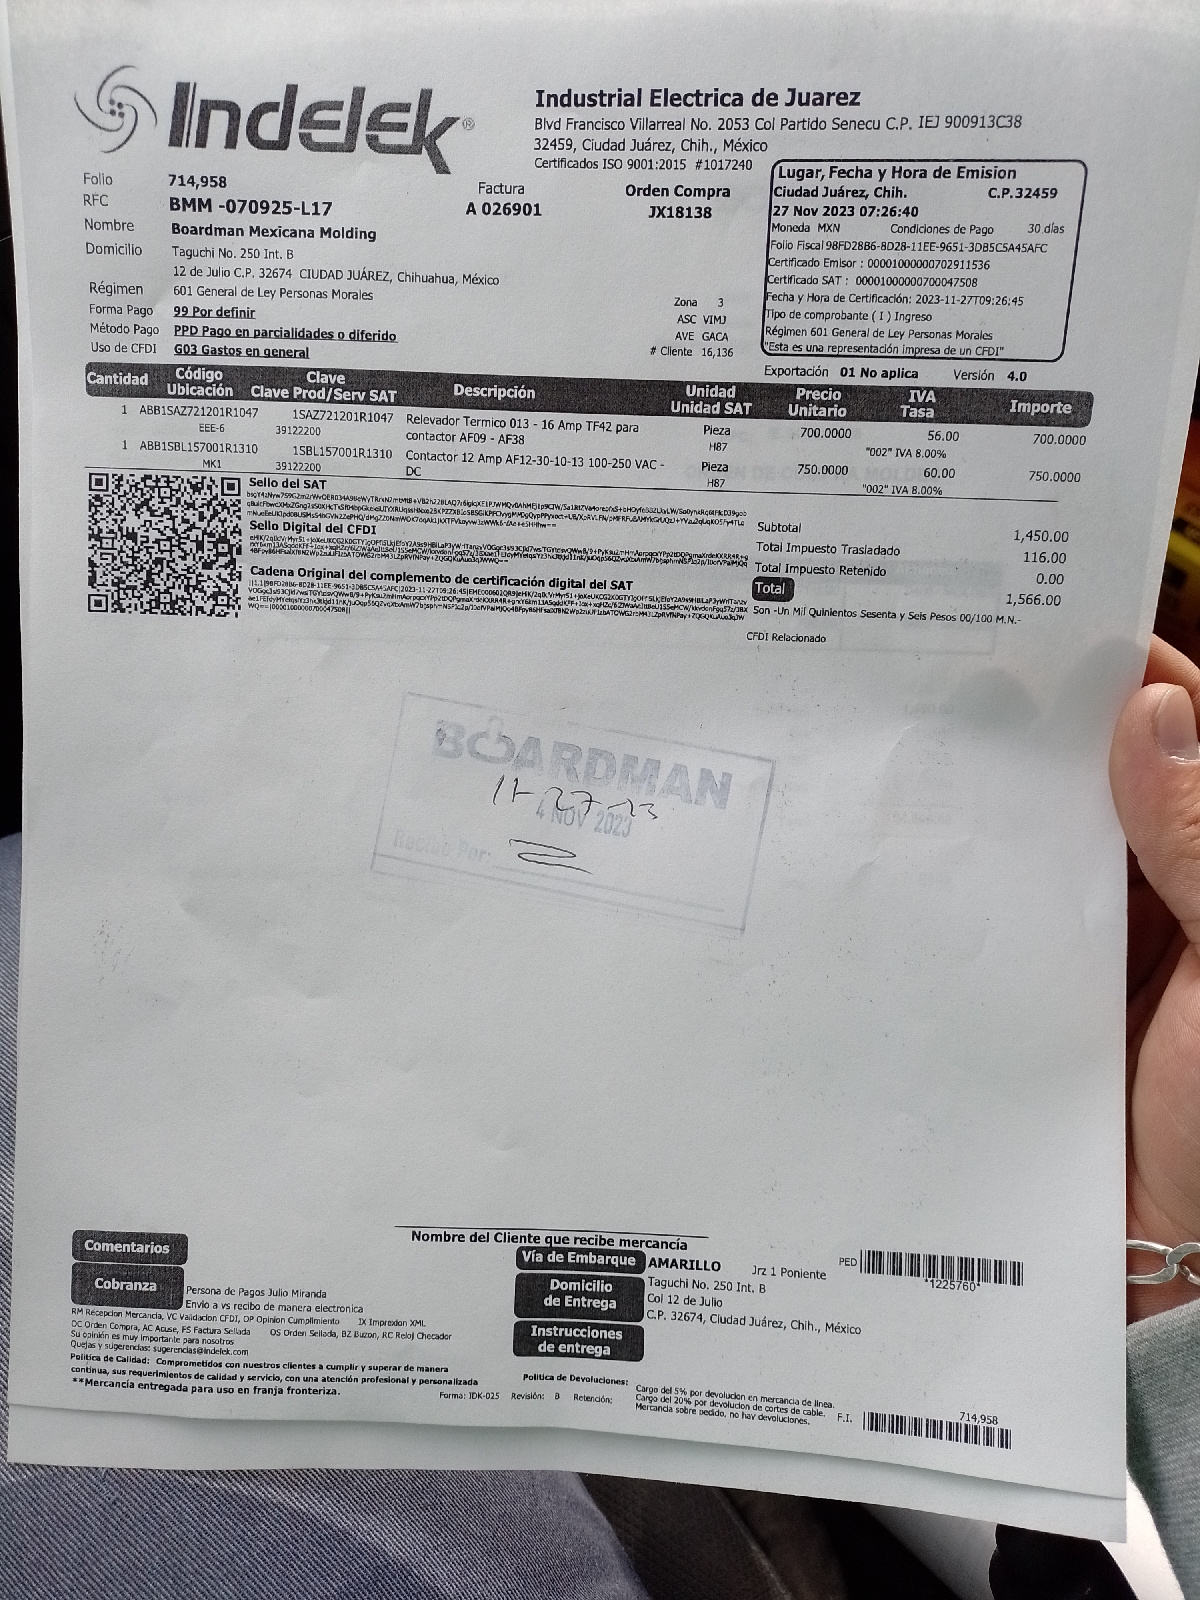 IndElEk®
Industrial Electrica de Juarez
Blvd Francisco Villarreal No. 2053 Col Partido Senecu C.P. IEJ 900913C38
32459, Ciudad Juárez, Chih., México
Certificados ISO 9001:2015 #1017240
Folio 714,958
Factura
A 026901
Orden Compra
JX18138
RFC BMM -070925-L17
Nombre Boardman Mexicana Molding
Domicilio Taguchi No. 250 Int. B
12 de Julio C.P. 32674 CIUDAD JUÁREZ, Chihuahua, México
Régimen 601 General de Ley Personas Morales
Forma Pago 99 Por definir
Método Pago PPD Pago en parcialidades o diferido
Uso de CFDI G03 Gastos en general
Zona 3
ASC VIMJ
AVE GACA
# Cliente 16,136
Lugar, Fecha y Hora de Emision
Ciudad Juárez, Chih. C.P.32459
27 Nov 2023 07:26:40
Moneda MXN Condiciones de Pago 30 días
Folio Fiscal 98FD28B6-8D28-11EE-9651-3DB5C5A45AFC
Certificado Emisor : 00001000000702911536
Certificado SAT : 00001000000700047508
Fecha y Hora de Certificación: 2023-11-27T09:26:45
Tipo de comprobante ( I ) Ingreso
Régimen 601 General de Ley Personas Morales
"Esta es una representación impresa de un CFDI"
Exportación 01 No aplica Versión 4.0
Cantidad Código Ubicación Clave Clave Prod/Serv SAT Descripción Unidad Unidad SAT Precio Unitario IVA Tasa Importe
1 ABB1SAZ721201R1047 1SAZ721201R1047 Relevador Termico 013 - 16 Amp TF42 para Pieza 700.0000 56.00 700.0000
EEE-6 39122200 contactor AF09 - AF38 H87 "002" IVA 8.00%
1 ABB1SBL157001R1310 1SBL157001R1310 Contactor 12 Amp AF12-30-10-13 100-250 VAC - Pieza 750.0000 60.00 750.0000
MK1 39122200 DC H87 "002" IVA 8.00%
Sello del SAT
Sello Digital del CFDI
Cadena Original del complemento de certificación digital del SAT
Subtotal 1,450.00
Total Impuesto Trasladado 116.00
Total Impuesto Retenido 0.00
Total 1,566.00
Son -Un Mil Quinientos Sesenta y Seis Pesos 00/100 M.N.-
CFDI Relacionado
BOARDMAN
11-27-23
4 NOV 2023
Recibo Por:
Nombre del Cliente que recibe mercancía
Comentarios
Cobranza
Persona de Pagos Julio Miranda
Envio a vs recibo de manera electronica
RM Recepcion Mercancia, VC Validacion CFDI, OP Opinion Cumplimiento IX Imprexion XML
OC Orden Compra, AC Acuse, FS Factura Sellada OS Orden Sellada, BZ Buzon, RC Reloj Checador
Su opinión es muy importante para nosotros
Quejas y sugerencias: sugerencias@indelek.com
Politica de Calidad: Comprometidos con nuestros clientes a cumplir y superar de manera
continua, sus requerimientos de calidad y servicio, con una atención profesional y personalizada
**Mercancia entregada para uso en franja fronteriza.
Forma: IDK-025 Revisión: B Retención:
Vía de Embarque AMARILLO Jrz 1 Poniente
Domicilio de Entrega
Taguchi No. 250 Int. B
Col 12 de Julio
C.P. 32674, Ciudad Juárez, Chih., México
Instrucciones de entrega
PED
*1225760*
Politica de Devoluciones:
Cargo del 5% por devolucion en mercancia de linea.
Cargo del 20% por devolucion de cortes de cable.
Mercancia sobre pedido, no hay devoluciones.
F.I. 714,958